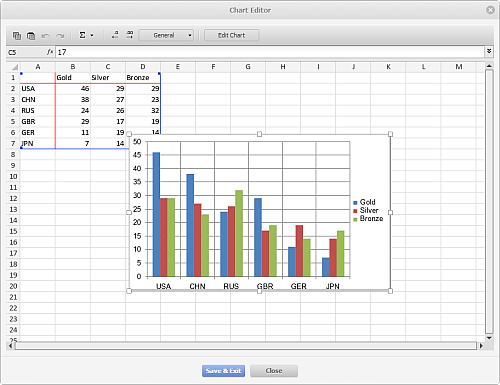 Chart Editor
Σ .0 .00 General Edit Chart
C5 fx 17
A B C D E F G H I J K L M
1 Gold Silver Bronze
2 USA 46 29 29
3 CHN 38 27 23
4 RUS 24 26 32
5 GBR 29 17 19
6 GER 11 19 14
7 JPN 7 14
8
9
10
11
12
13
14
15
16
17
18
19
20
21
22
23
24
25
50
45
40
35
30
25
20
15
10
5
0
USA CHN RUS GBR GER JPN
Gold
Silver
Bronze
Save & Exit Close